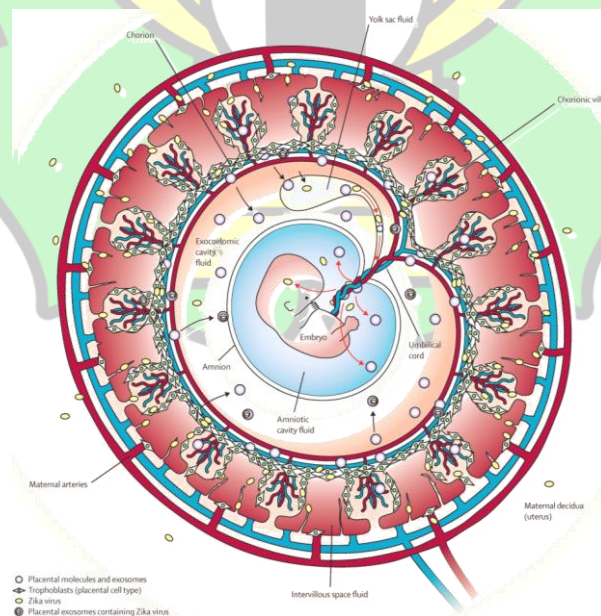 Yolk sac fluid
Chorion
Chorionic vill
Exocoelomic
cavity
fluid
Embryo
Umbilical
cord
Amnion
Amniotic
cavity fluid
Maternal arteries
Maternal decidua
(uterus)
Intervillous space fluid
Placental molecules and exosomes
Trophoblasts (placental cell type)
Zika virus
Placental exosomes containing Zika virus